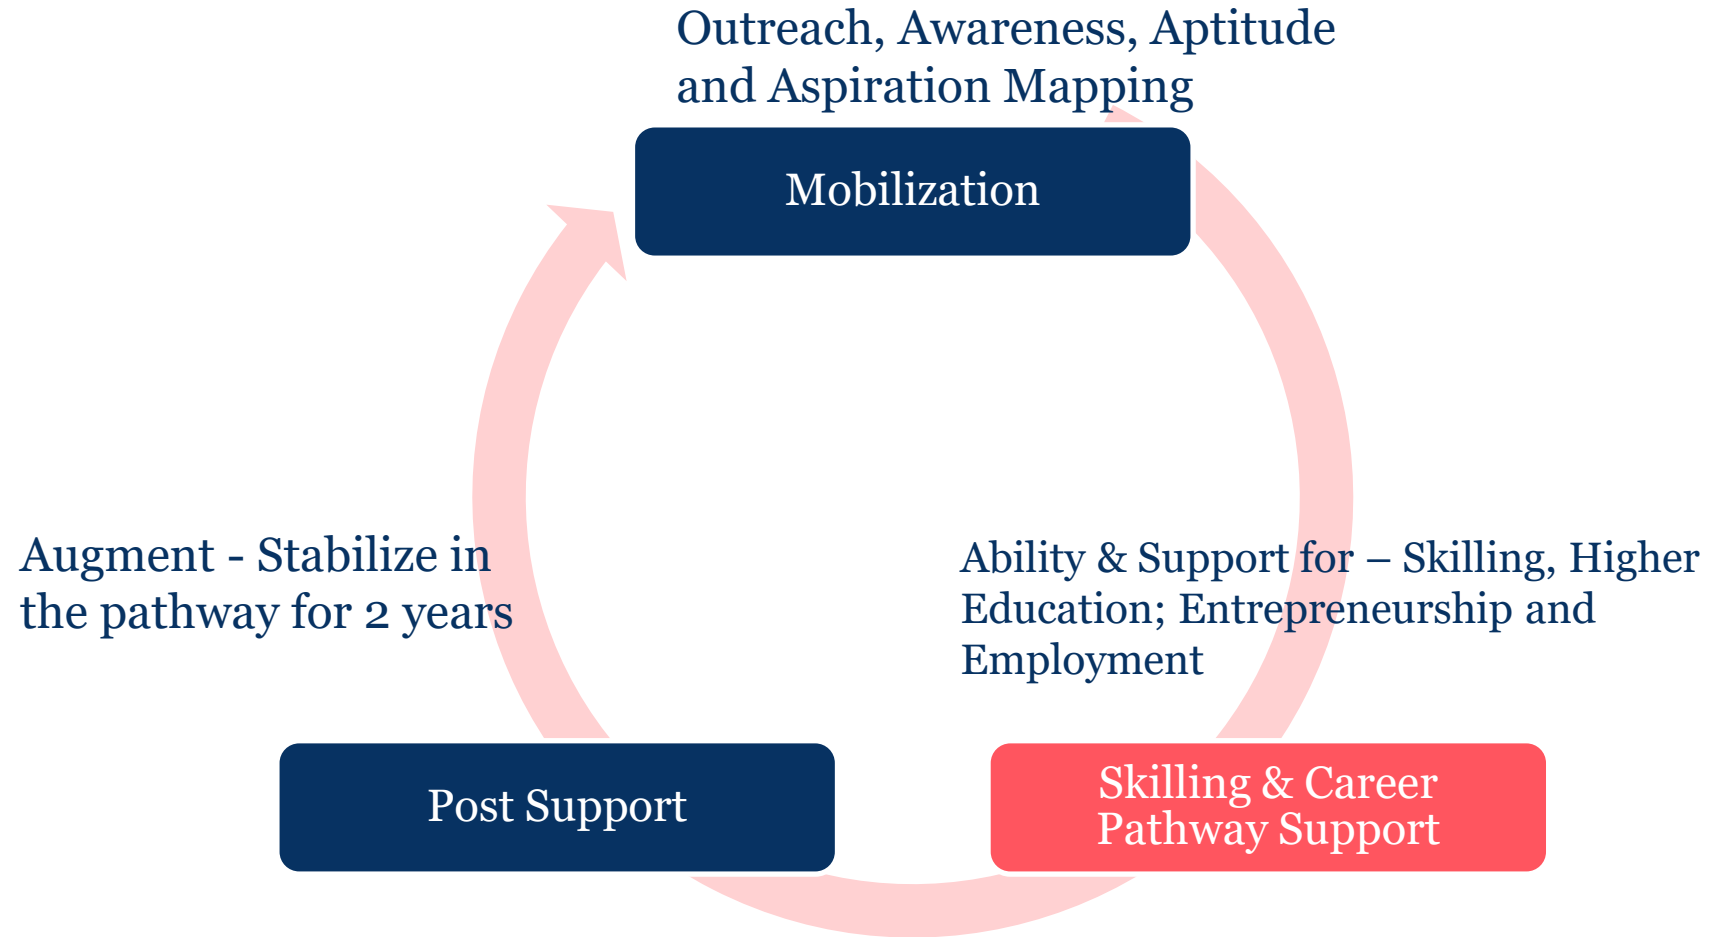 Outreach, Awareness, Aptitude
and Aspiration Mapping
Mobilization
Augment - Stabilize in
the pathway for 2 years
Ability & Support for – Skilling, Higher
Education; Entrepreneurship and
Employment
Post Support
Skilling & Career
Pathway Support